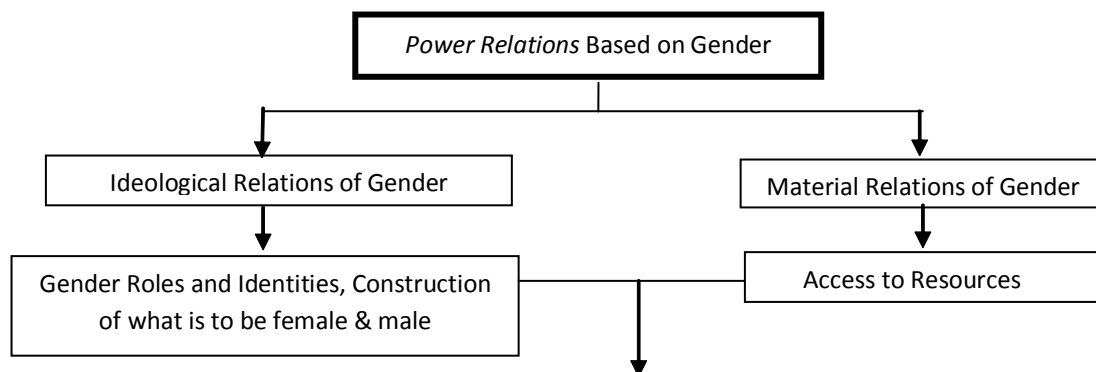 Power Relations Based on Gender
Ideological Relations of Gender
Material Relations of Gender
Gender Roles and Identities, Construction
of what is to be female & male
Access to Resources